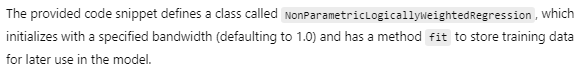 The provided code snippet defines a class called NonParametricLogicallyWeightedRegression, which
initializes with a specified bandwidth (defaulting to 1.0) and has a method fit to store training data
for later use in the model.